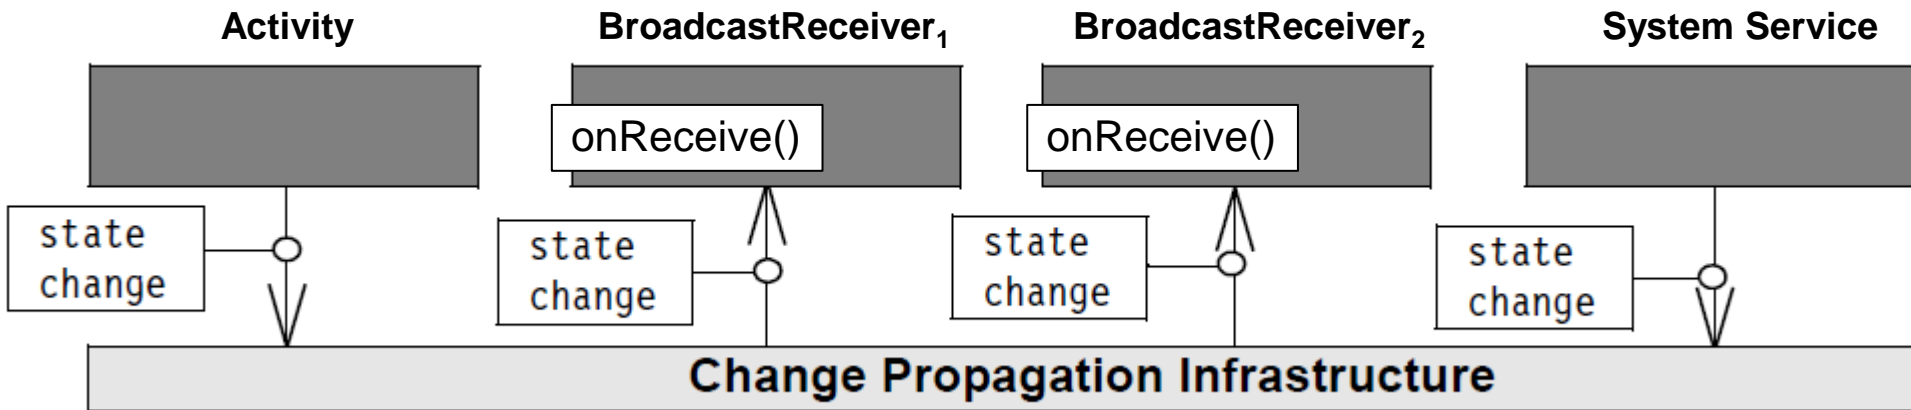 Activity
BroadcastReceiver₁
BroadcastReceiver₂
System Service
onReceive()
onReceive()
state
change
state
change
state
change
state
change
Change Propagation Infrastructure